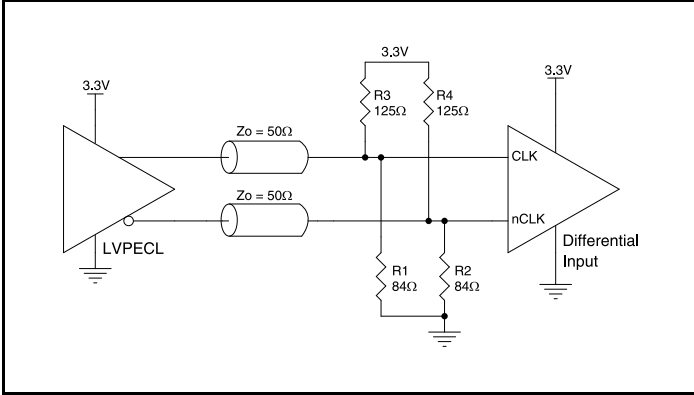 3.3V
3.3V
3.3V
R3
125Ω
R4
125Ω
Zo = 50Ω
CLK
Zo = 50Ω
nCLK
LVPECL
Differential
Input
R1
84Ω
R2
84Ω